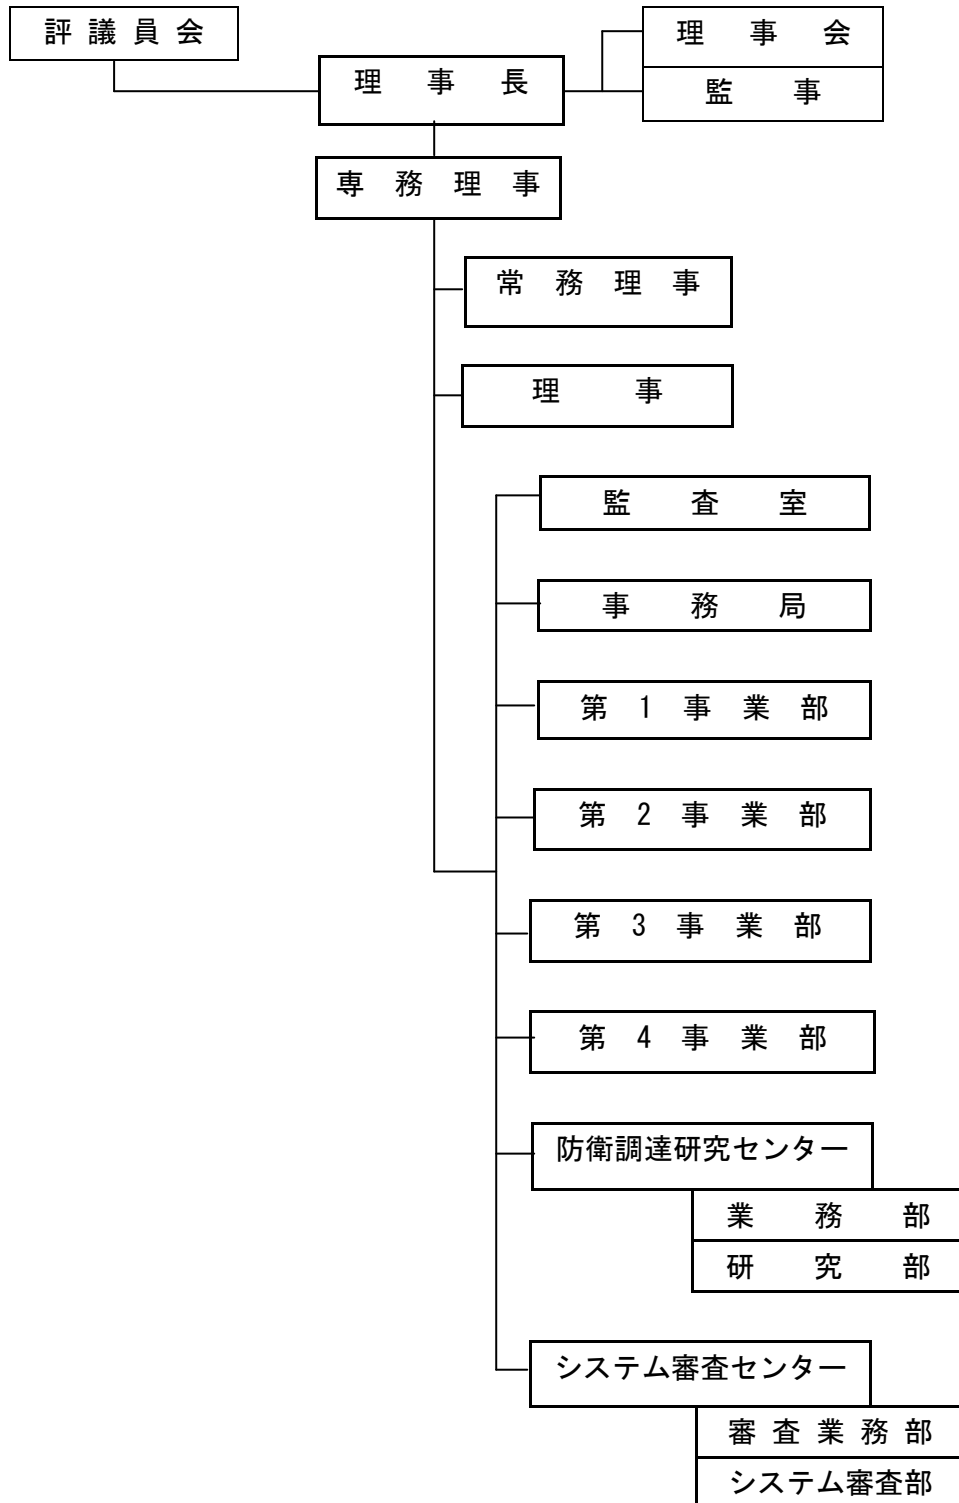 評議員会
理事会
理事長
監事
専務理事
常務理事
理事
監査室
事務局
第1事業部
第2事業部
第3事業部
第4事業部
防衛調達研究センター
業務部
研究部
システム審査センター
審査業務部
システム審査部